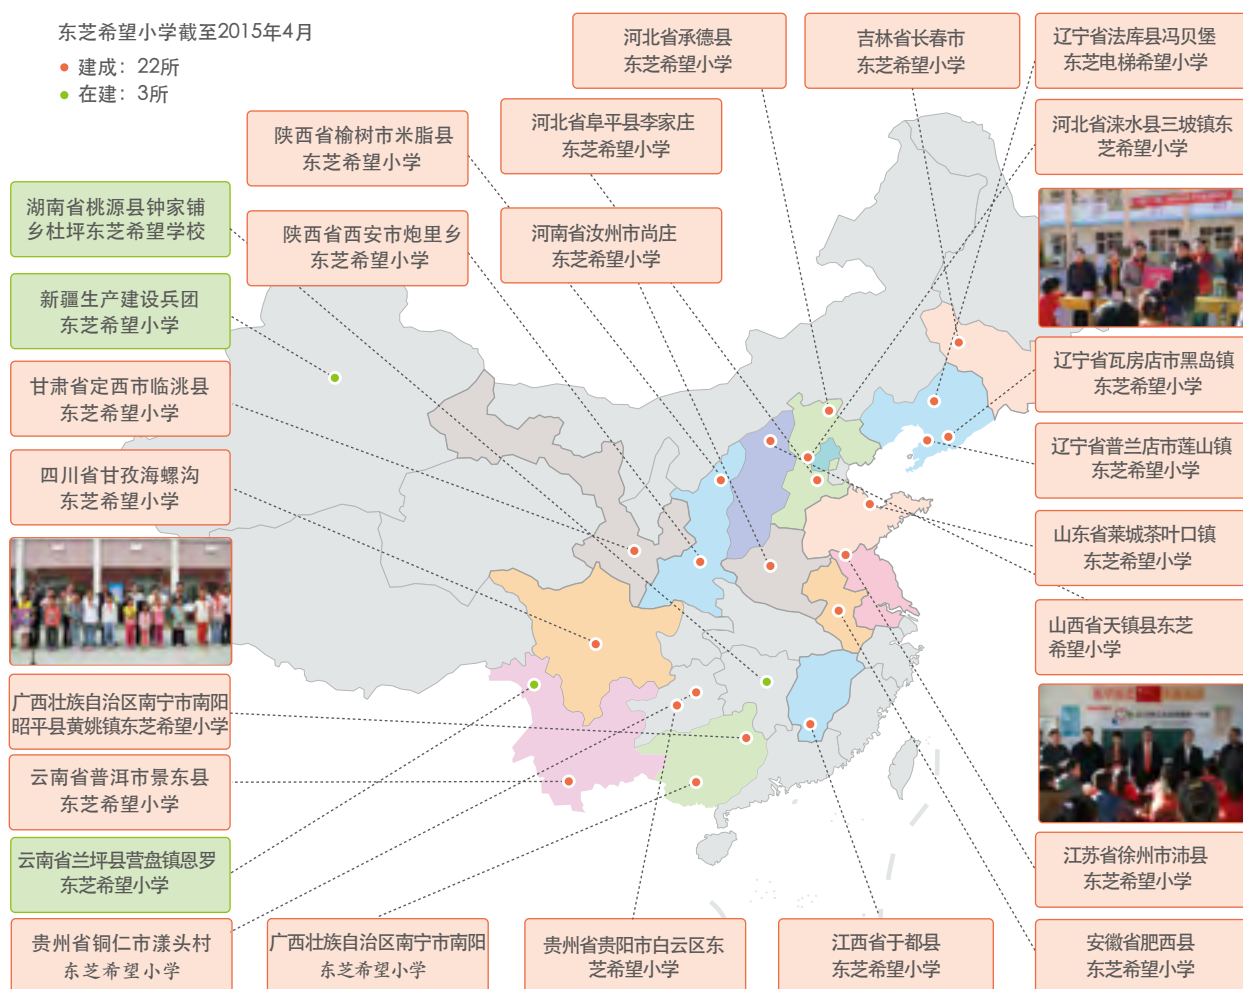 东芝希望小学截至2015年4月
建成：22所
在建：3所
河北省承德县
东芝希望小学
吉林省长春市
东芝希望小学
辽宁省法库县冯贝堡
东芝电梯希望小学
陕西省榆树市米脂县
东芝希望小学
河北省阜平县李家庄
东芝希望小学
河北省涞水县三坡镇东
芝希望小学
湖南省桃源县钟家铺
乡杜坪东芝希望学校
陕西省西安市炮里乡
东芝希望小学
河南省汝州市尚庄
东芝希望小学
新疆生产建设兵团
东芝希望小学
甘肃省定西市临洮县
东芝希望小学
四川省甘孜海螺沟
东芝希望小学
辽宁省瓦房店市黑岛镇
东芝希望小学
辽宁省普兰店市莲山镇
东芝希望小学
山东省莱城茶叶口镇
东芝希望小学
山西省天镇县东芝
希望小学
广西壮族自治区南宁市南阳
昭平县黄姚镇东芝希望小学
云南省普洱市景东县
东芝希望小学
云南省兰坪县营盘镇恩罗
东芝希望小学
江苏省徐州市沛县
东芝希望小学
贵州省铜仁市漾头村
东芝希望小学
广西壮族自治区南宁市南阳
东芝希望小学
贵州省贵阳市白云区东
芝希望小学
江西省于都县
东芝希望小学
安徽省肥西县
东芝希望小学